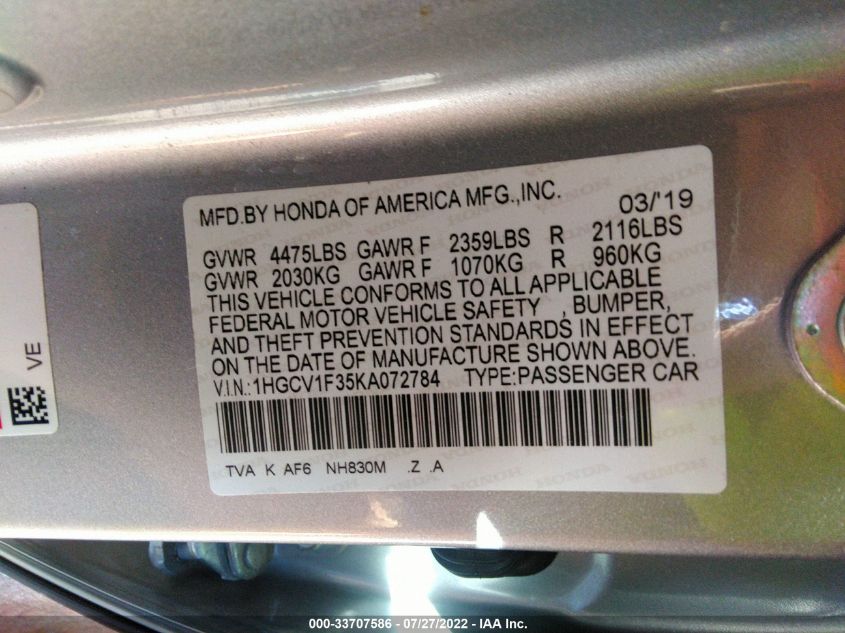 MFD.BY HONDA OF AMERICA MFG.,INC. 03/'19
GVWR 4475LBS GAWR F 2359LBS R 2116LBS
GVWR 2030KG GAWR F 1070KG R 960KG
THIS VEHICLE CONFORMS TO ALL APPLICABLE
FEDERAL MOTOR VEHICLE SAFETY , BUMPER,
AND THEFT PREVENTION STANDARDS IN EFFECT
ON THE DATE OF MANUFACTURE SHOWN ABOVE.
V.I.N.:1HGCV1F35KA072784 TYPE:PASSENGER CAR
TVA K AF6 NH830M .Z .A
VE
000-33707586 - 07/27/2022 - IAA Inc.